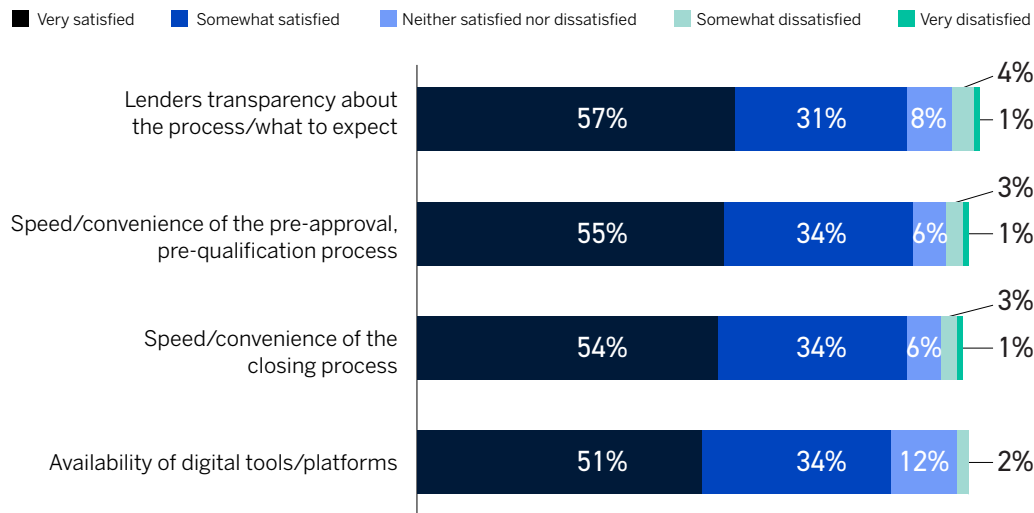 Very satisfied
Somewhat satisfied
Neither satisfied nor dissatisfied
Somewhat dissatisfied
Very disatisfied
Lenders transparency about
the process/what to expect
57%
31%
8%
4%
1%
Speed/convenience of the pre-approval,
pre-qualification process
55%
34%
6%
3%
1%
Speed/convenience of the
closing process
54%
34%
6%
3%
1%
Availability of digital tools/platforms
51%
34%
12%
2%